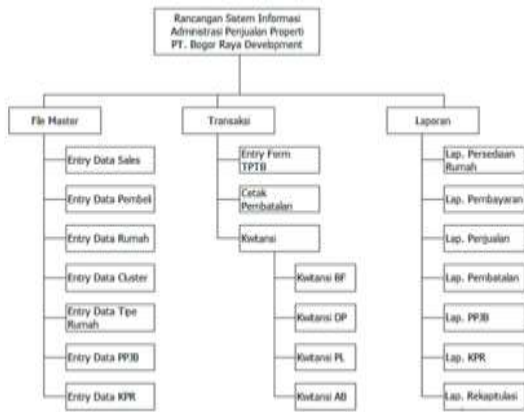 Rancangan Sistem Informasi
Administrasi Penjualan Properti
PT. Bogor Raya Development
File Master
Transaksi
Laporan
Entry Data Sales
Entry Data Pembeli
Entry Data Rumah
Entry Data Cluster
Entry Data Tipe
Rumah
Entry Data PPJB
Entry Data KPR
Entry Form
TPTB
Cetak
Pembatalan
Kwitansi
Kwitansi BF
Kwitansi DP
Kwitansi PL
Kwitansi AB
Lap. Persediaan
Rumah
Lap. Pembayaran
Lap. Penjualan
Lap. Pembatalan
Lap. PPJB
Lap. KPR
Lap. Rekaptulasi